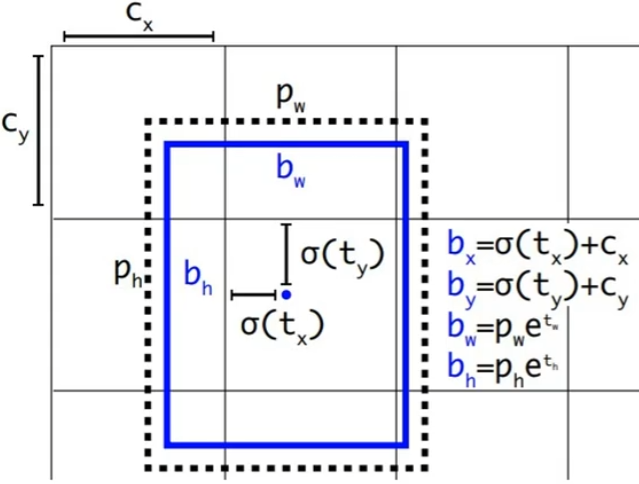 cx
cy
pw
bw
ph
bh
σ(ty)
σ(tx)
bx=σ(tx)+cx
by=σ(ty)+cy
bw=pwe^tw
bh=phe^th